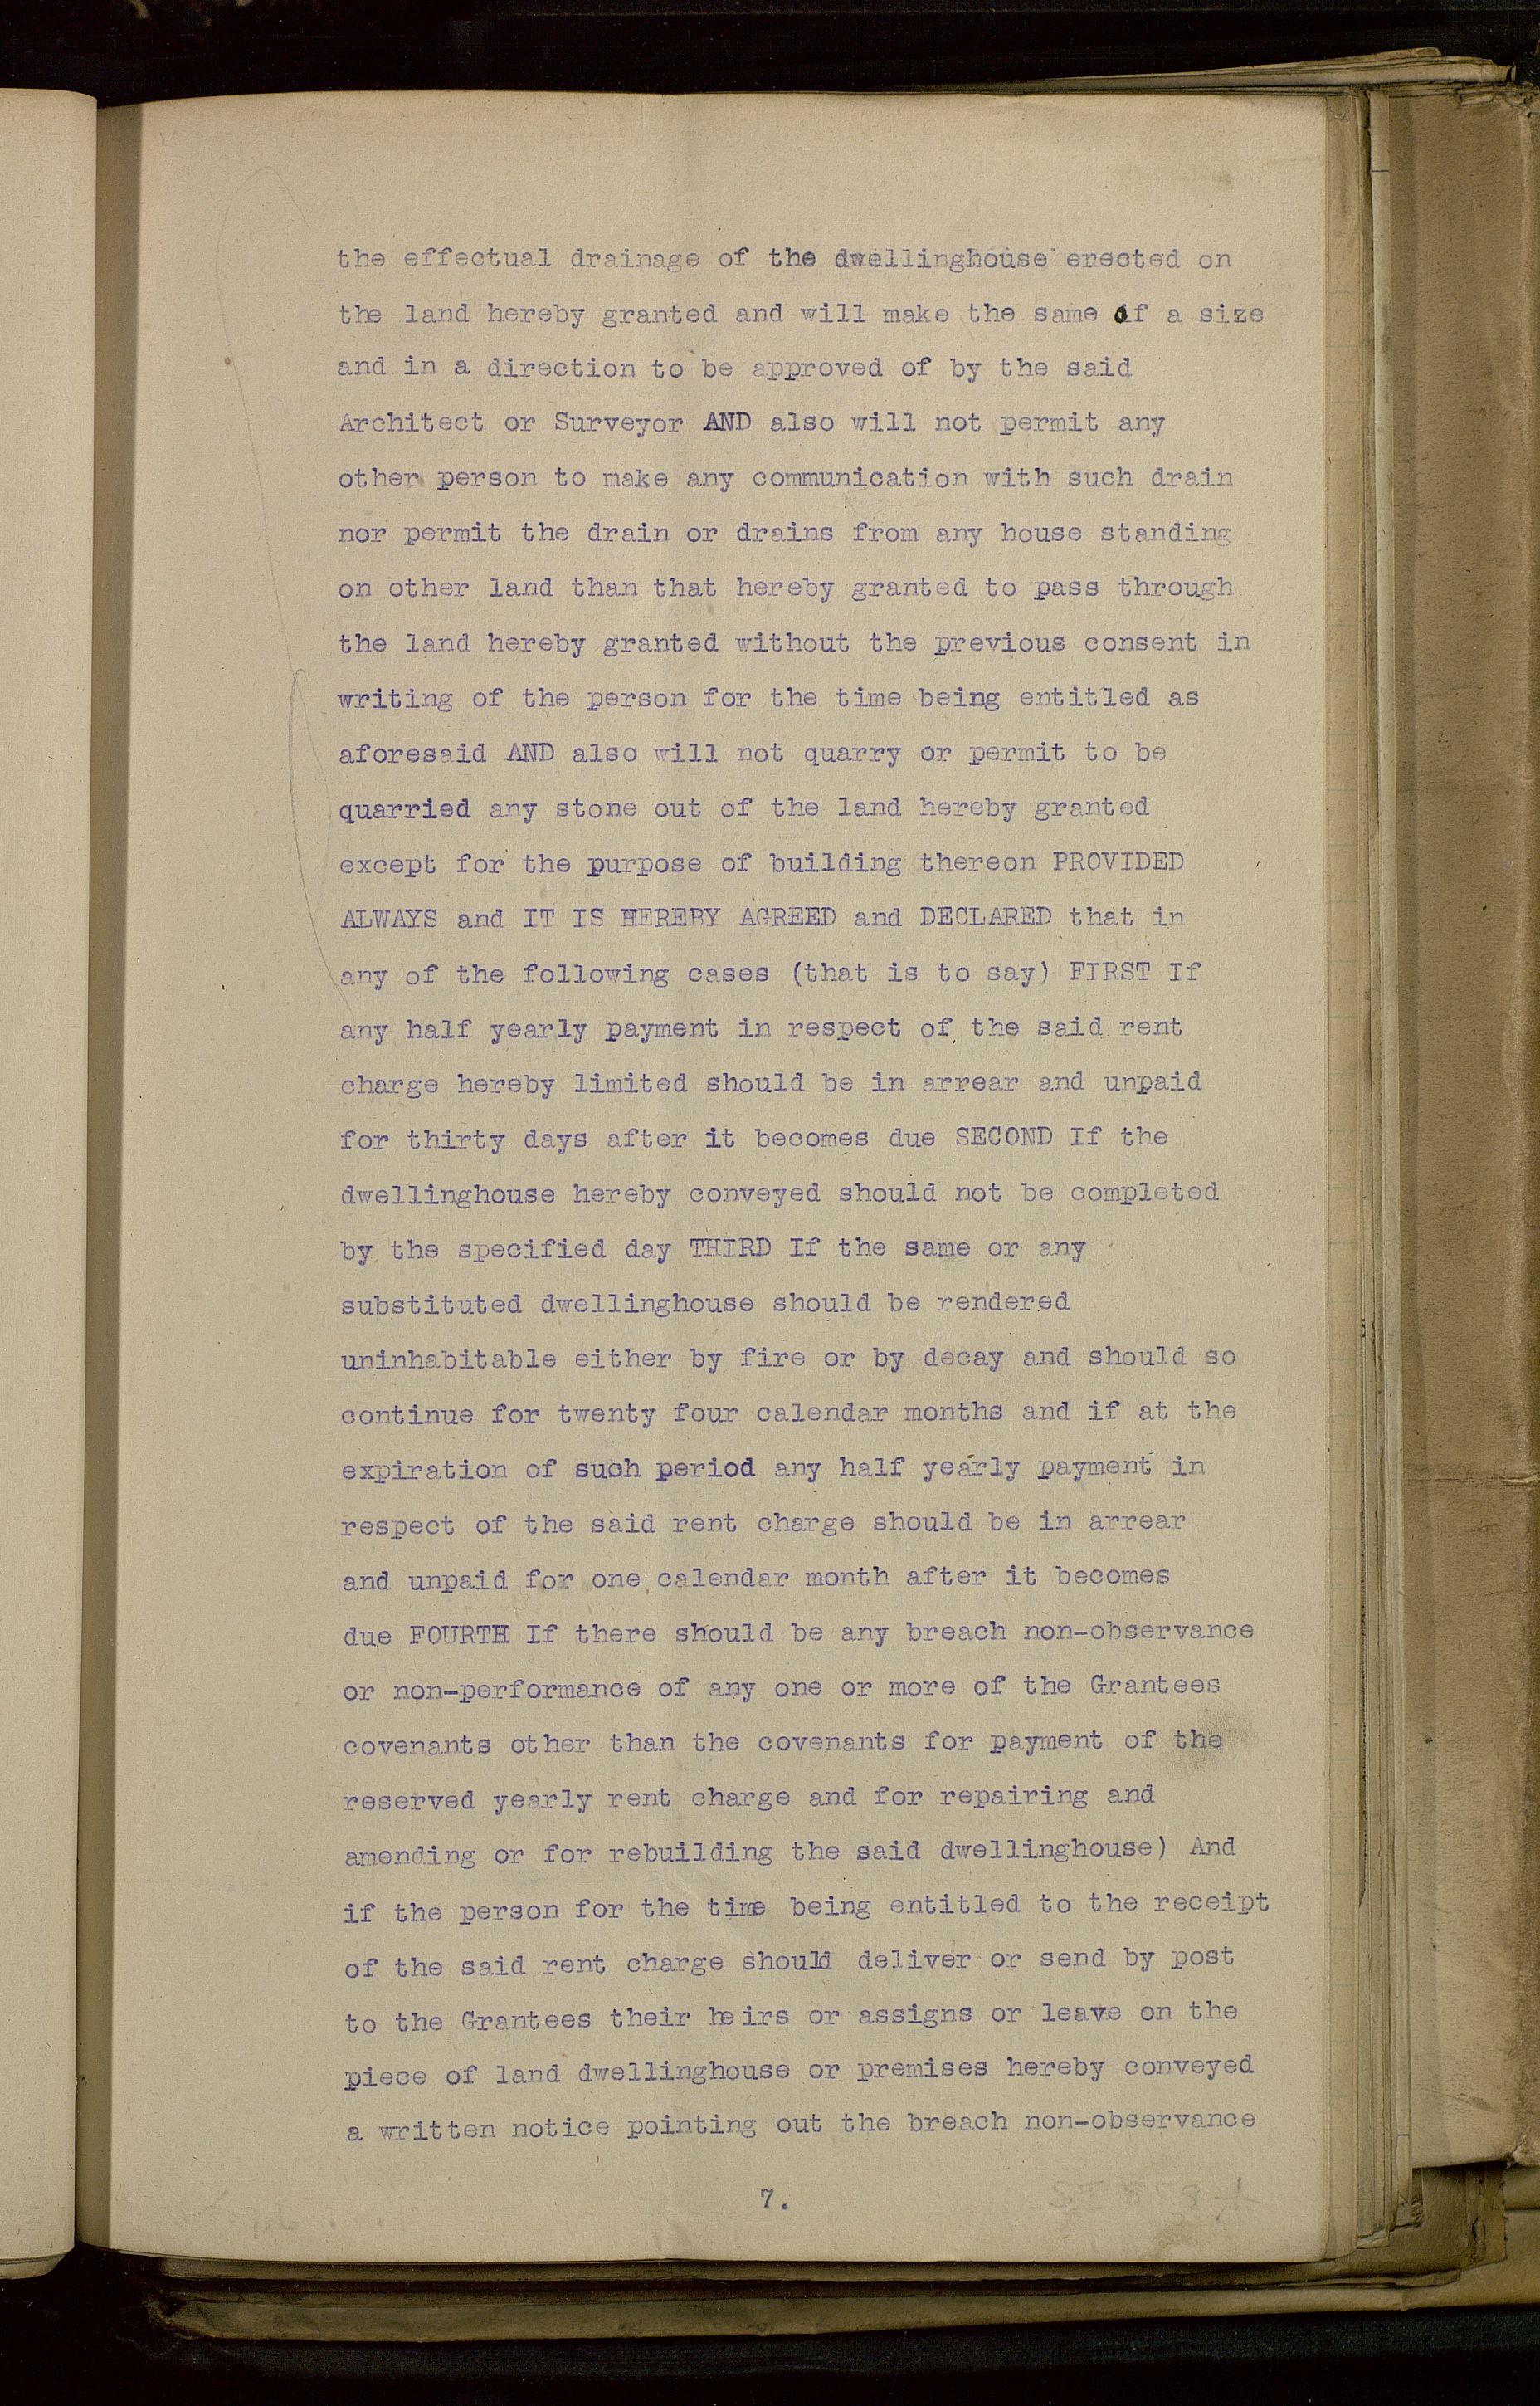 the effectual drainage of the dwellinghouse erected on
the land hereby granted and will make the same of a size
and in a direction to be approved of by the said
Architect or Surveyor AND also will not permit any
other person to make any communication with such drain
nor permit the drain or drains from any house standing
on other land than that hereby granted to pass through
the land hereby granted without the previous consent in
writing of the person for the time being entitled as
aforesaid AND also will not quarry or permit to be
quarried any stone out of the land hereby granted
except for the purpose of building thereon PROVIDED
ALWAYS and IT IS HEREBY AGREED and DECLARED that in
any of the following cases (that is to say) FIRST If
any half yearly payment in respect of the said rent
charge hereby limited should be in arrear and unpaid
for thirty days after it becomes due SECOND If the
dwellinghouse hereby conveyed should not be completed
by the specified day THIRD If the same or any
substituted dwellinghouse should be rendered
uninhabitable either by fire or by decay and should so
continue for twenty four calendar months and if at the
expiration of such period any half yearly payment in
respect of the said rent charge should be in arrear
and unpaid for one calendar month after it becomes
due FOURTH If there should be any breach non-observance
or non-performance of any one or more of the Grantees
covenants other than the covenants for payment of the
reserved yearly rent charge and for repairing and
amending or for rebuilding the said dwellinghouse) And
if the person for the time being entitled to the receipt
of the said rent charge should deliver or send by post
to the Grantees their heirs or assigns or leave on the
piece of land dwellinghouse or premises hereby conveyed
a written notice pointing out the breach non-observance
7.